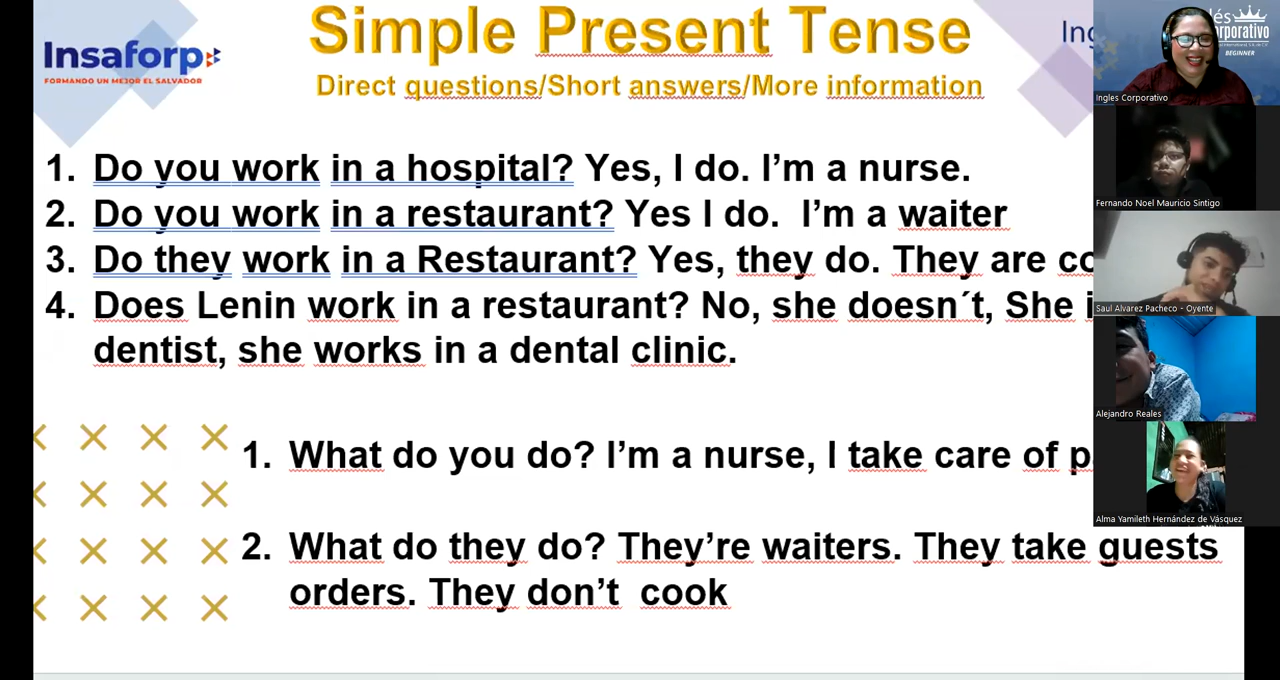 Simple Present Tense
Insaforp
FORMANDO UN MEJOR EL SALVADOR
Direct questions/Short answers/More information
1. Do you work in a hospital? Yes, I do. I'm a nurse.
2. Do you work in a restaurant? Yes I do. I'm a waiter
3. Do they work in a Restaurant? Yes, they do. They are
4. Does Lenin work in a restaurant? No, she doesn´t, She
dentist, she works in a dental clinic.
1. What do you do? I'm a nurse, I take care of
2. What do they do? They're waiters. They take guests
orders. They don't cook
BEGINNER
Ingles Corporativo
Fernando Noel Mauricio Sintigo
Saul Alvarez Pacheco - Oyente
Alejandro Reales
Alma Yamileth Hernández de Vásquez